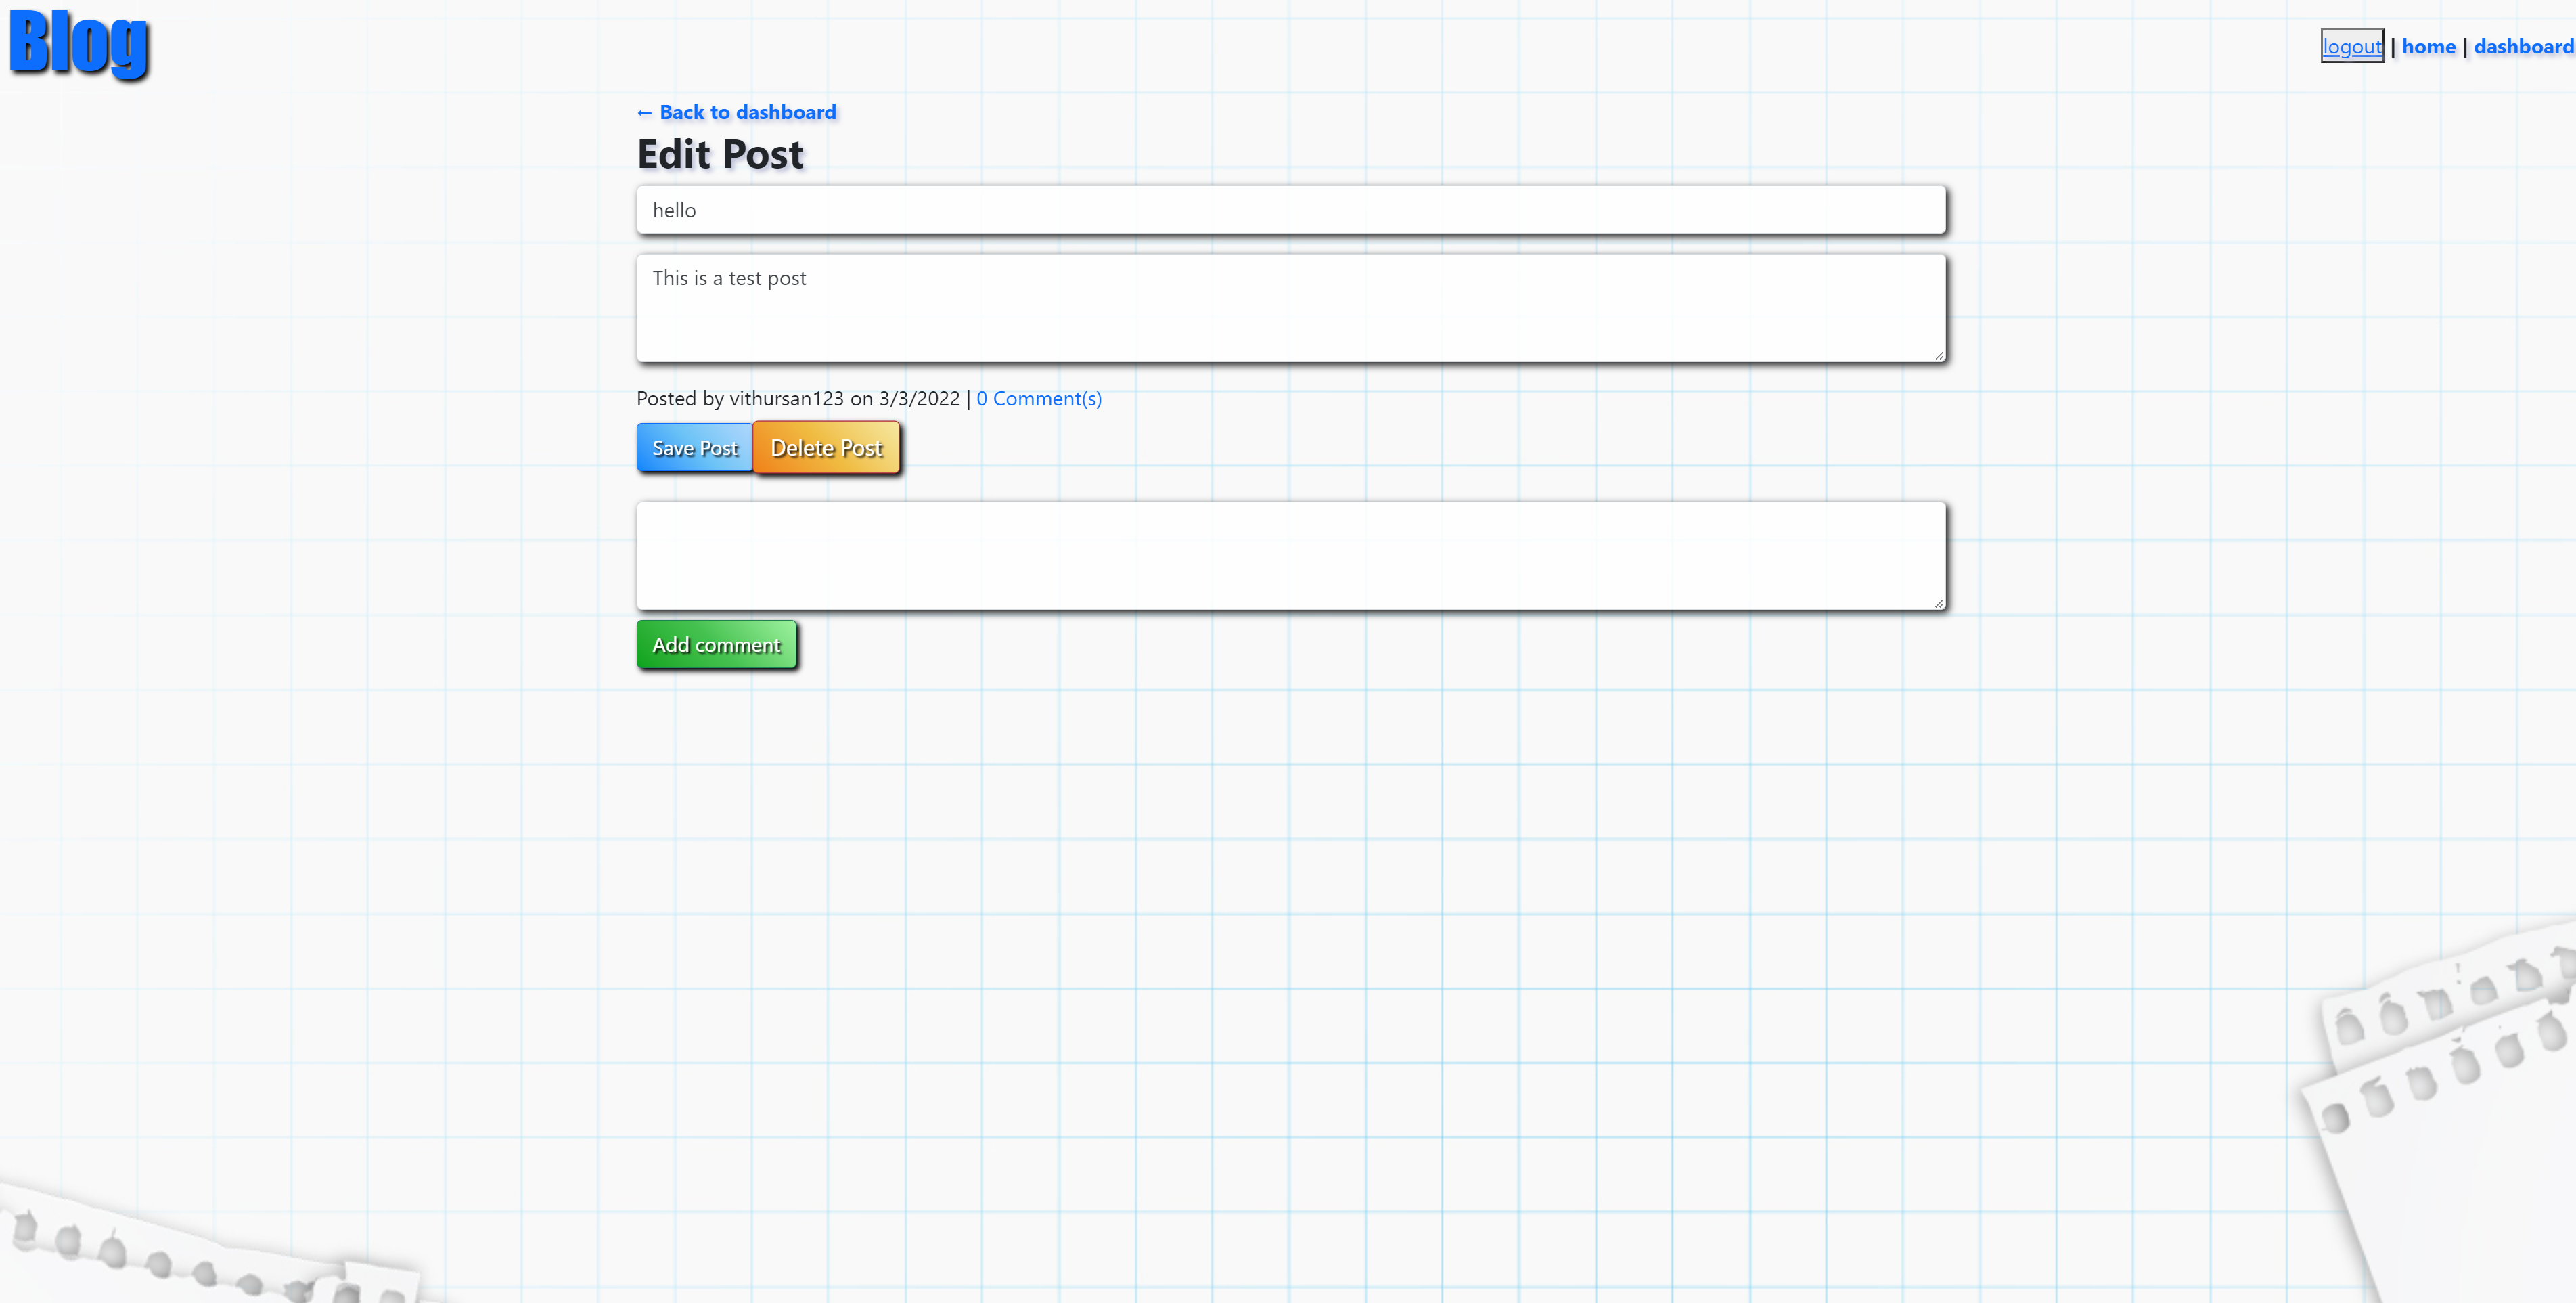 Blog
logout | home | dashboard
← Back to dashboard
Edit Post
hello
This is a test post
Posted by vithursan123 on 3/3/2022 | 0 Comment(s)
Save Post Delete Post
Add comment